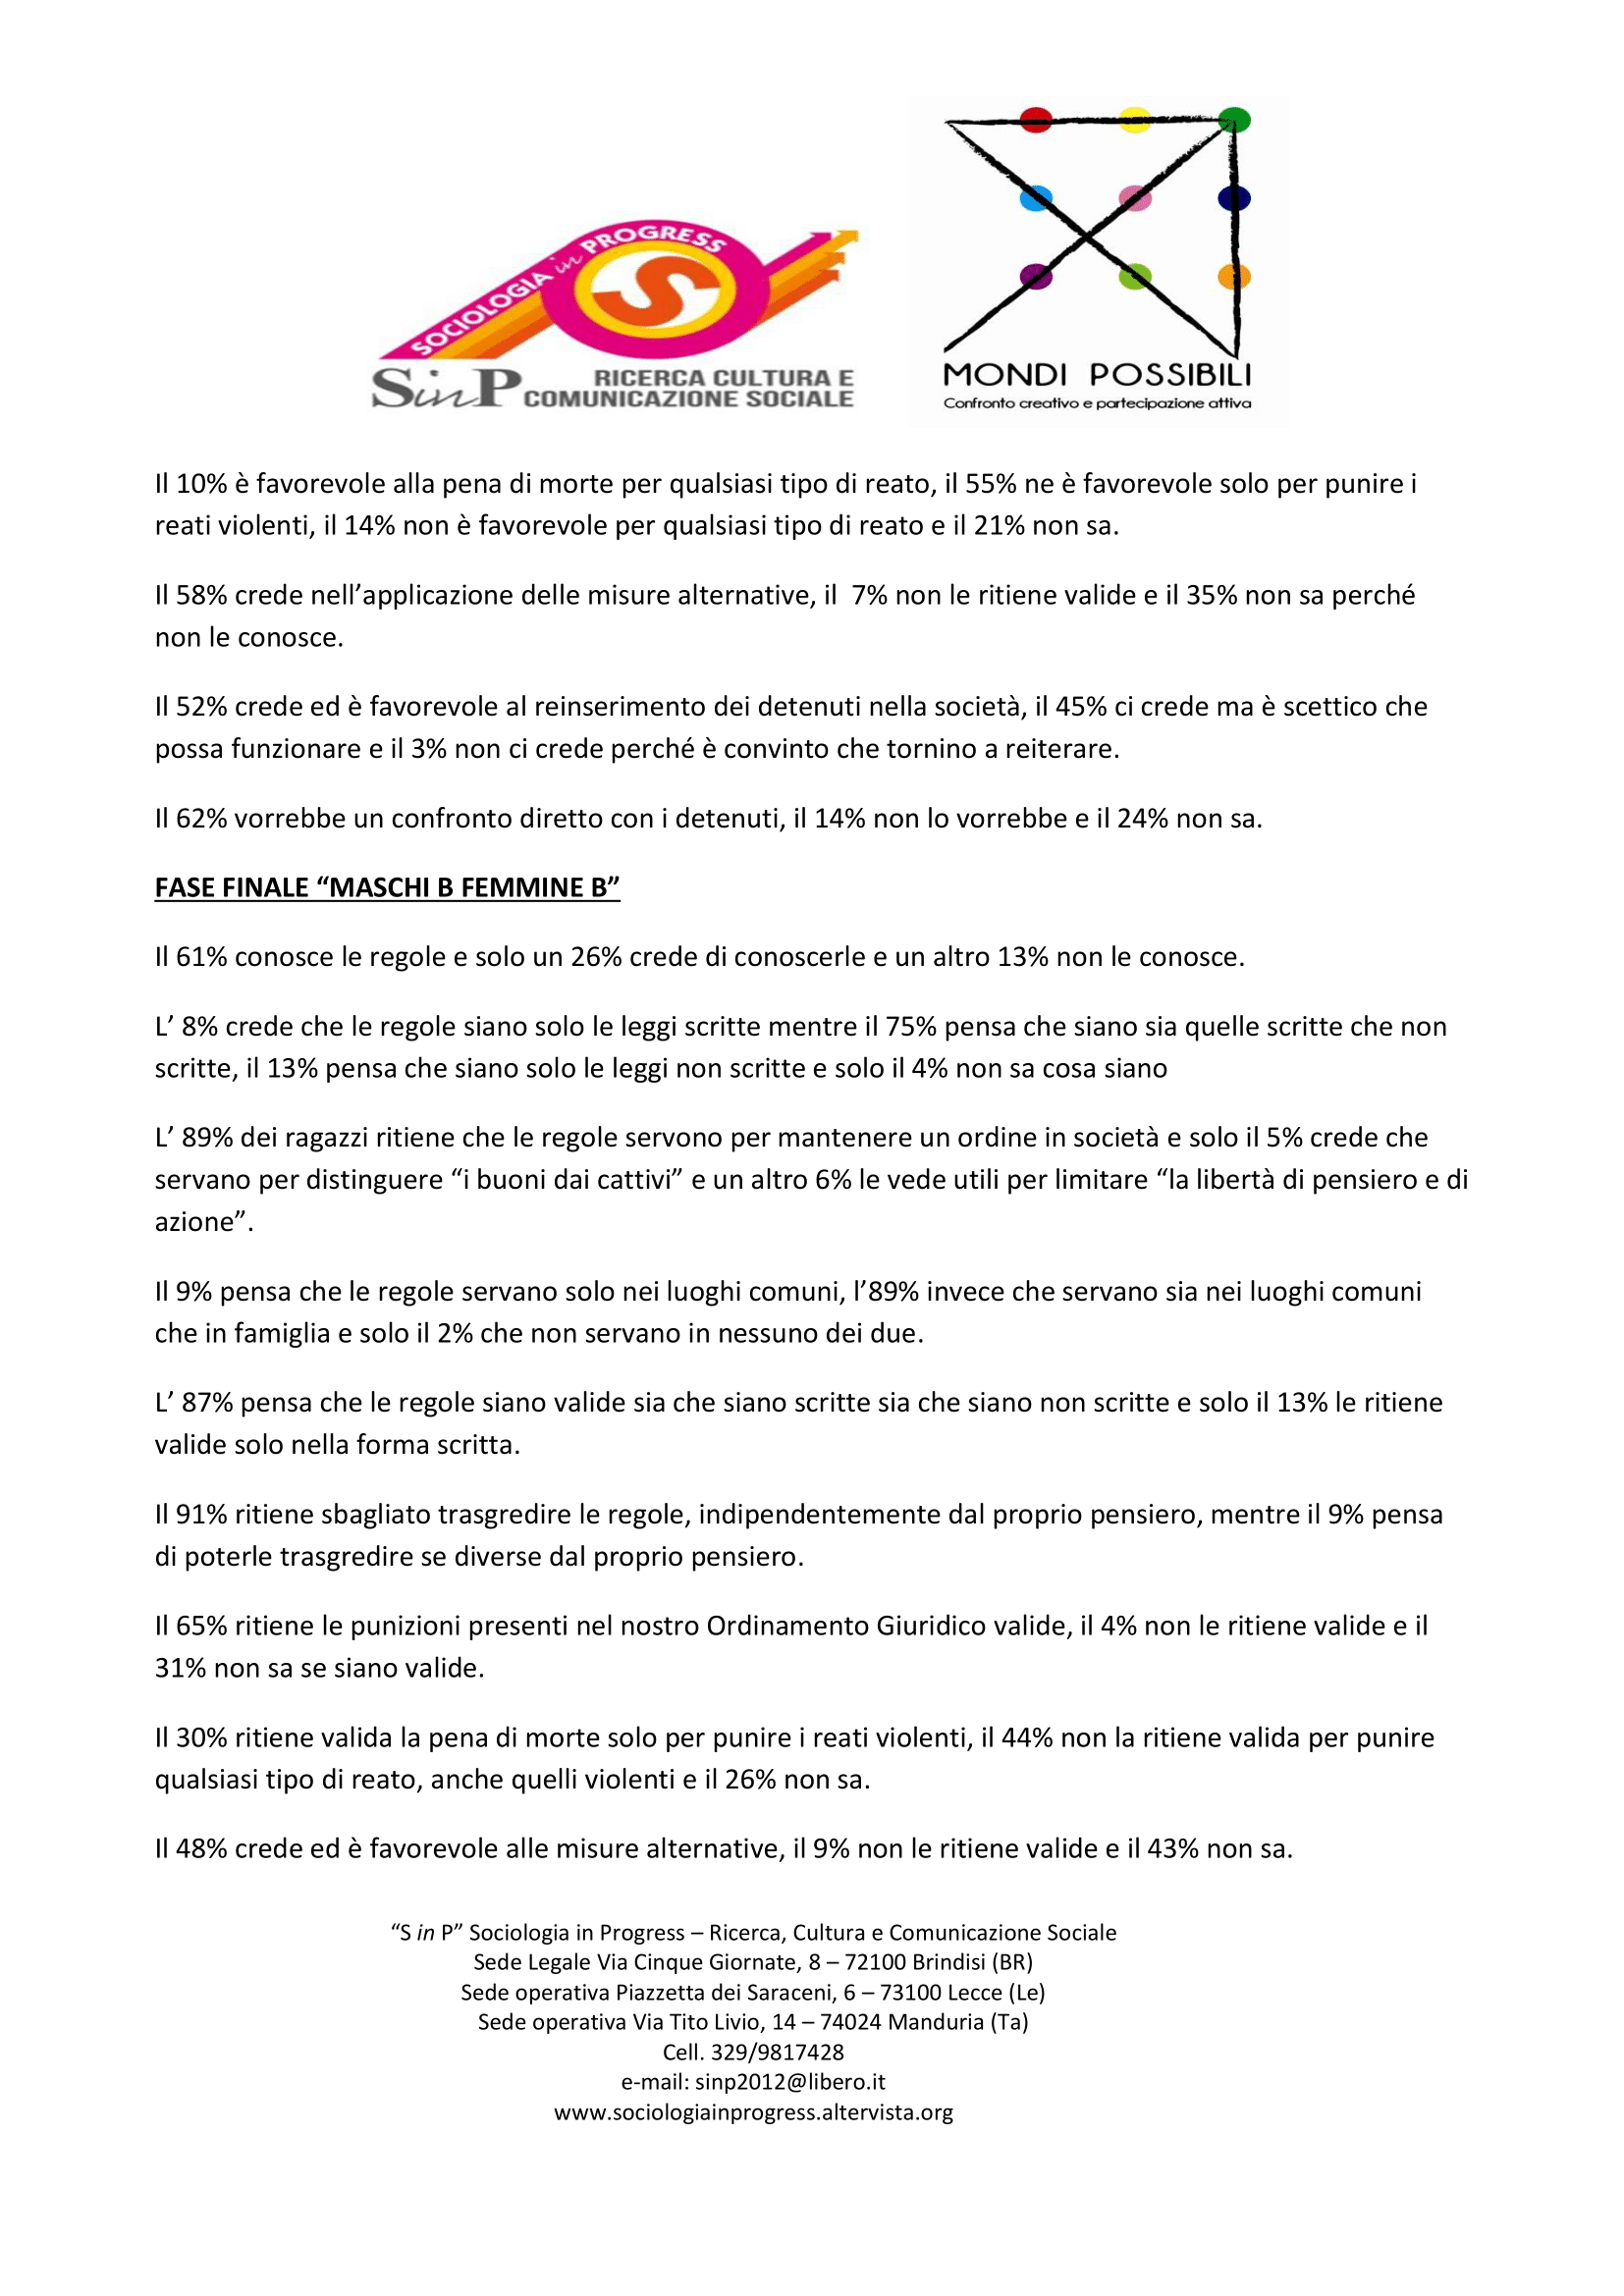 SOCIOLOGIA in PROGRESS
S
SinP
RICERCA CULTURA E
COMUNICAZIONE SOCIALE
MONDI POSSIBILI
Confronto creativo e partecipazione attiva
Il 10% è favorevole alla pena di morte per qualsiasi tipo di reato, il 55% ne è favorevole solo per punire i
reati violenti, il 14% non è favorevole per qualsiasi tipo di reato e il 21% non sa.
Il 58% crede nell’applicazione delle misure alternative, il  7% non le ritiene valide e il 35% non sa perché
non le conosce.
Il 52% crede ed è favorevole al reinserimento dei detenuti nella società, il 45% ci crede ma è scettico che
possa funzionare e il 3% non ci crede perché è convinto che tornino a reiterare.
Il 62% vorrebbe un confronto diretto con i detenuti, il 14% non lo vorrebbe e il 24% non sa.
FASE FINALE “MASCHI B FEMMINE B”
Il 61% conosce le regole e solo un 26% crede di conoscerle e un altro 13% non le conosce.
L’ 8% crede che le regole siano solo le leggi scritte mentre il 75% pensa che siano sia quelle scritte che non
scritte, il 13% pensa che siano solo le leggi non scritte e solo il 4% non sa cosa siano
L’ 89% dei ragazzi ritiene che le regole servono per mantenere un ordine in società e solo il 5% crede che
servano per distinguere “i buoni dai cattivi” e un altro 6% le vede utili per limitare “la libertà di pensiero e di
azione”.
Il 9% pensa che le regole servano solo nei luoghi comuni, l’89% invece che servano sia nei luoghi comuni
che in famiglia e solo il 2% che non servano in nessuno dei due.
L’ 87% pensa che le regole siano valide sia che siano scritte sia che siano non scritte e solo il 13% le ritiene
valide solo nella forma scritta.
Il 91% ritiene sbagliato trasgredire le regole, indipendentemente dal proprio pensiero, mentre il 9% pensa
di poterle trasgredire se diverse dal proprio pensiero.
Il 65% ritiene le punizioni presenti nel nostro Ordinamento Giuridico valide, il 4% non le ritiene valide e il
31% non sa se siano valide.
Il 30% ritiene valida la pena di morte solo per punire i reati violenti, il 44% non la ritiene valida per punire
qualsiasi tipo di reato, anche quelli violenti e il 26% non sa.
Il 48% crede ed è favorevole alle misure alternative, il 9% non le ritiene valide e il 43% non sa.
“S in P” Sociologia in Progress – Ricerca, Cultura e Comunicazione Sociale
Sede Legale Via Cinque Giornate, 8 – 72100 Brindisi (BR)
Sede operativa Piazzetta dei Saraceni, 6 – 73100 Lecce (Le)
Sede operativa Via Tito Livio, 14 – 74024 Manduria (Ta)
Cell. 329/9817428
e-mail: sinp2012@libero.it
www.sociologiainprogress.altervista.org